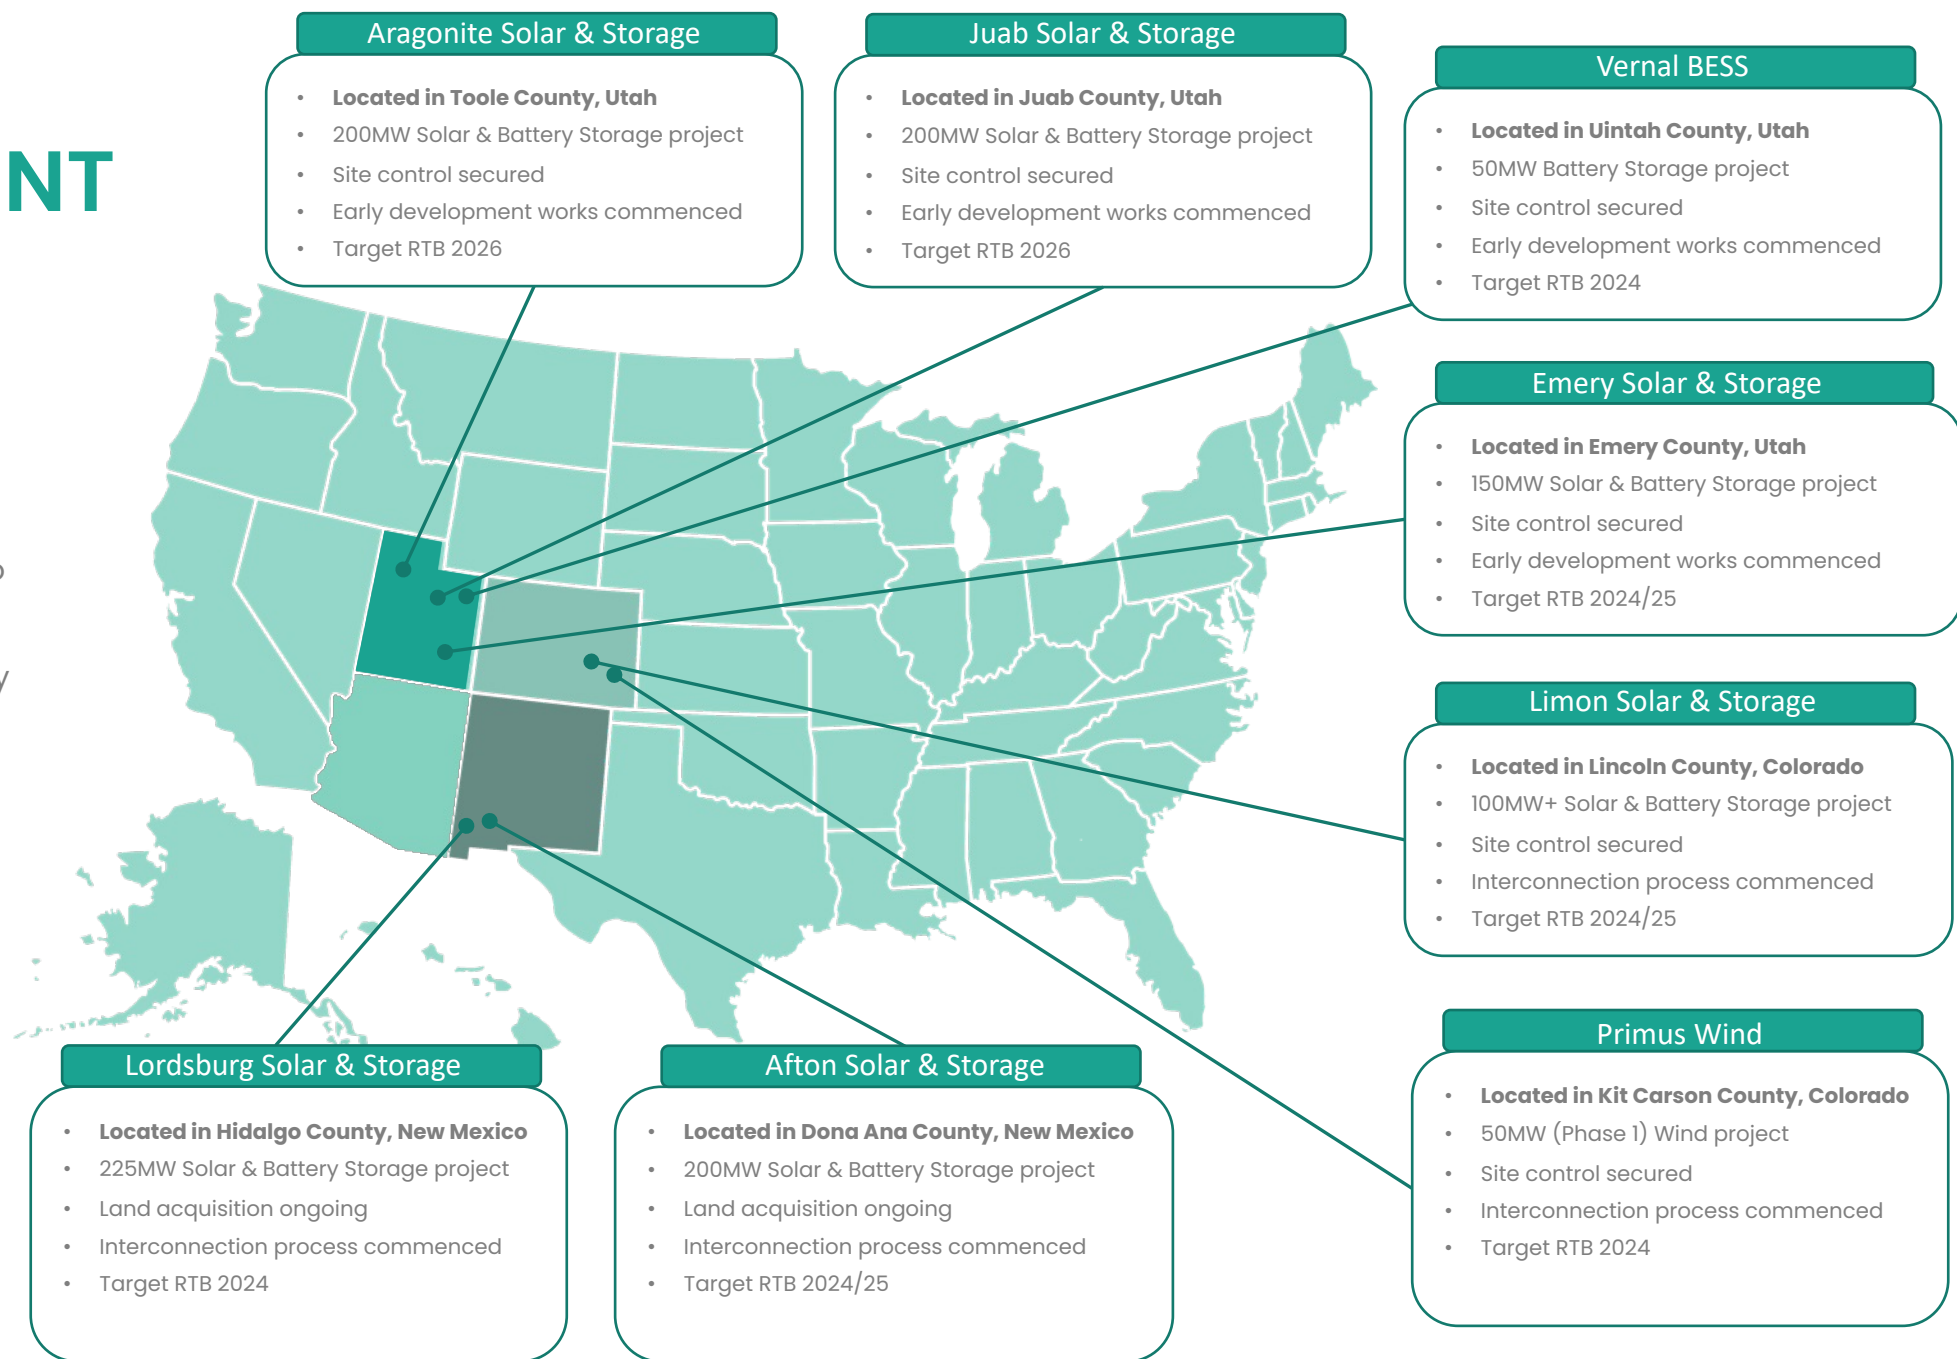 NT
Aragonite Solar & Storage
• Located in Toole County, Utah
• 200MW Solar & Battery Storage project
• Site control secured
• Early development works commenced
• Target RTB 2026
Juab Solar & Storage
• Located in Juab County, Utah
• 200MW Solar & Battery Storage project
• Site control secured
• Early development works commenced
• Target RTB 2026
Vernal BESS
• Located in Uintah County, Utah
• 50MW Battery Storage project
• Site control secured
• Early development works commenced
• Target RTB 2024
Emery Solar & Storage
• Located in Emery County, Utah
• 150MW Solar & Battery Storage project
• Site control secured
• Early development works commenced
• Target RTB 2024/25
Limon Solar & Storage
• Located in Lincoln County, Colorado
• 100MW+ Solar & Battery Storage project
• Site control secured
• Interconnection process commenced
• Target RTB 2024/25
Primus Wind
• Located in Kit Carson County, Colorado
• 50MW (Phase 1) Wind project
• Site control secured
• Interconnection process commenced
• Target RTB 2024
Lordsburg Solar & Storage
• Located in Hidalgo County, New Mexico
• 225MW Solar & Battery Storage project
• Land acquisition ongoing
• Interconnection process commenced
• Target RTB 2024
Afton Solar & Storage
• Located in Dona Ana County, New Mexico
• 200MW Solar & Battery Storage project
• Land acquisition ongoing
• Interconnection process commenced
• Target RTB 2024/25